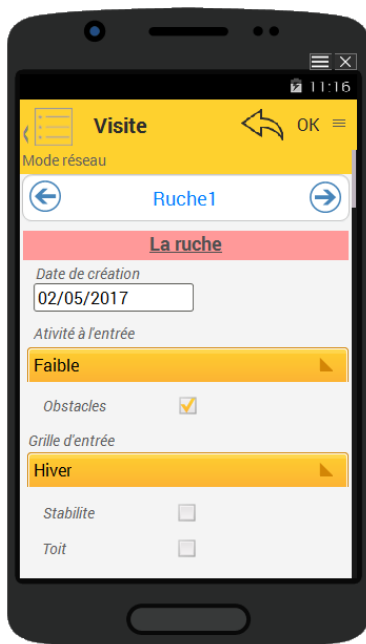 11:16
Visite
OK
Mode réseau
Ruche1
La ruche
Date de création
02/05/2017
Ativité à l'entrée
Faible
Obstacles
Grille d'entrée
Hiver
Stabilite
Toit